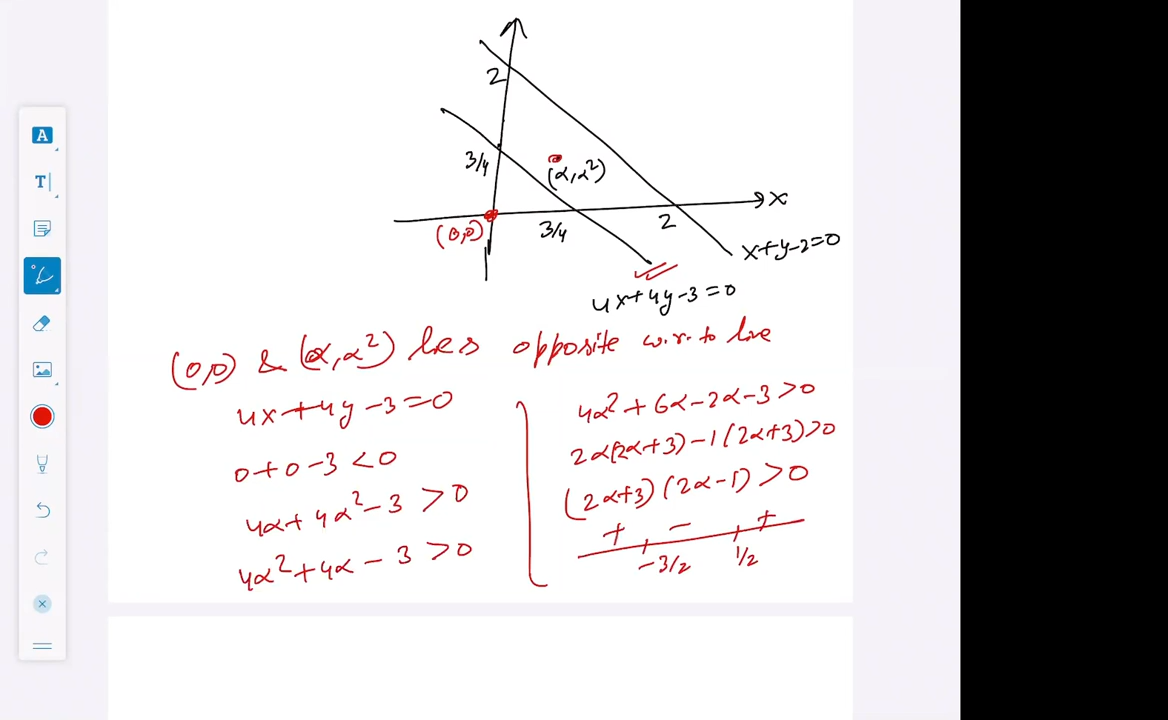 2
3/4
(α,α²)
x
(0,0)
3/4
2
x+y-2=0
4x+4y-3=0
(0,0) & (α,α²) lies opposite w.r.to line
4x+4y-3=0
0+0-3<0
4α+4α²-3>0
4α²+4α-3>0
4α²+6α-2α-3>0
2α(2α+3)-1(2α+3)>0
(2α+3)(2α-1)>0
+ - +
-3/2 1/2
A
T